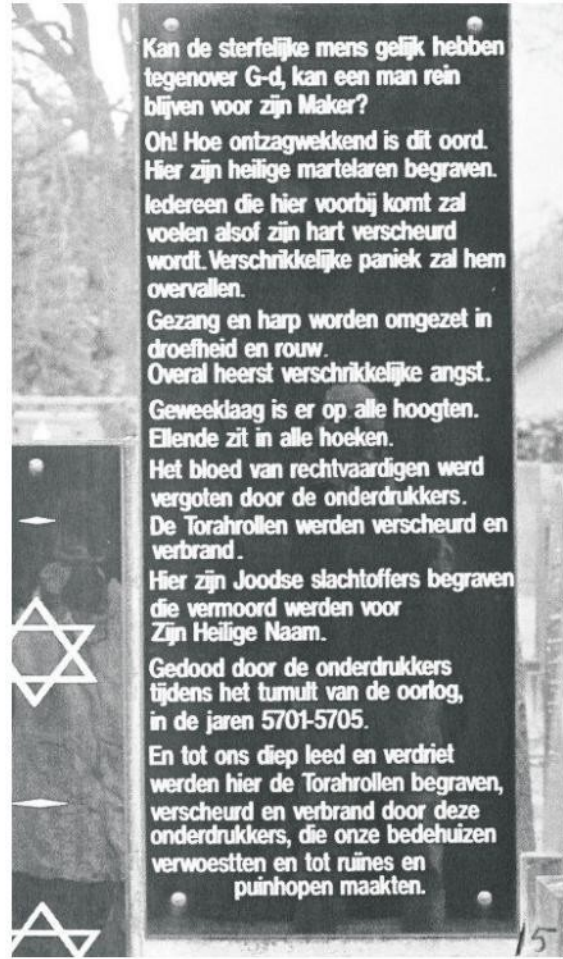 Kan de sterfelijke mens gelijk hebben
tegenover G-d, kan een man rein
blijven voor zijn Maker?
Oh! Hoe ontzagwekkend is dit oord.
Hier zijn heilige martelaren begraven.
Iedereen die hier voorbij komt zal
voelen alsof zijn hart verscheurd
wordt. Verschrikkelijke paniek zal hem
overvallen.
Gezang en harp worden omgezet in
droefheid en rouw.
Overal heerst verschrikkelijke angst.
Geweeklaag is er op alle hoogten.
Ellende zit in alle hoeken.
Het bloed van rechtvaardigen werd
vergoten door de onderdrukkers.
De Torahrollen werden verscheurd en
verbrand.
Hier zijn Joodse slachtoffers begraven
die vermoord werden voor
Zijn Heilige Naam.
Gedood door de onderdrukkers
tijdens het tumult van de oorlog,
in de jaren 5701-5705.
En tot ons diep leed en verdriet
werden hier de Torahrollen begraven,
verscheurd en verbrand door deze
onderdrukkers, die onze bedehuizen
verwoestten en tot ruïnes en
puinhopen maakten.
15